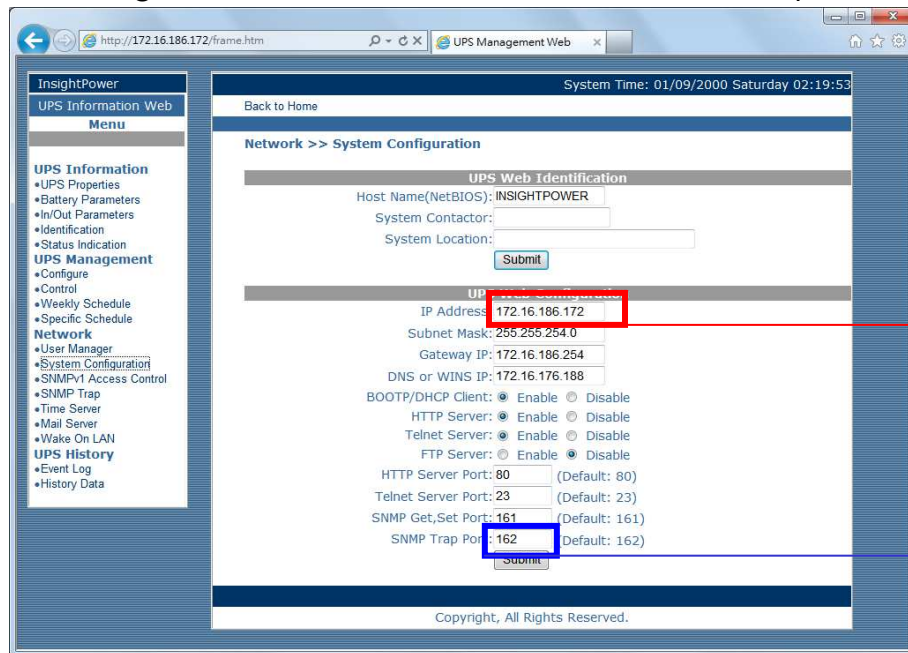 http://172.16.186.172/frame.htm
UPS Management Web
InsightPower
System Time: 01/09/2000 Saturday 02:19:53
UPS Information Web
Back to Home
Menu
Network >> System Configuration
UPS Information
UPS Properties
Battery Parameters
In/Out Parameters
Identification
Status Indication
UPS Management
Configure
Control
Weekly Schedule
Specific Schedule
Network
User Manager
System Configuration
SNMPv1 Access Control
SNMP Trap
Time Server
Mail Server
Wake On LAN
UPS History
Event Log
History Data
UPS Web Identification
Host Name(NetBIOS): INSIGHTPOWER
System Contactor:
System Location:
Submit
UPS Web Configuration
IP Address: 172.16.186.172
Subnet Mask: 255.255.254.0
Gateway IP: 172.16.186.254
DNS or WINS IP: 172.16.176.188
BOOTP/DHCP Client: Enable Disable
HTTP Server: Enable Disable
Telnet Server: Enable Disable
FTP Server: Enable Disable
HTTP Server Port: 80 (Default: 80)
Telnet Server Port: 23 (Default: 23)
SNMP Get,Set Port: 161 (Default: 161)
SNMP Trap Port: 162 (Default: 162)
Submit
Copyright, All Rights Reserved.